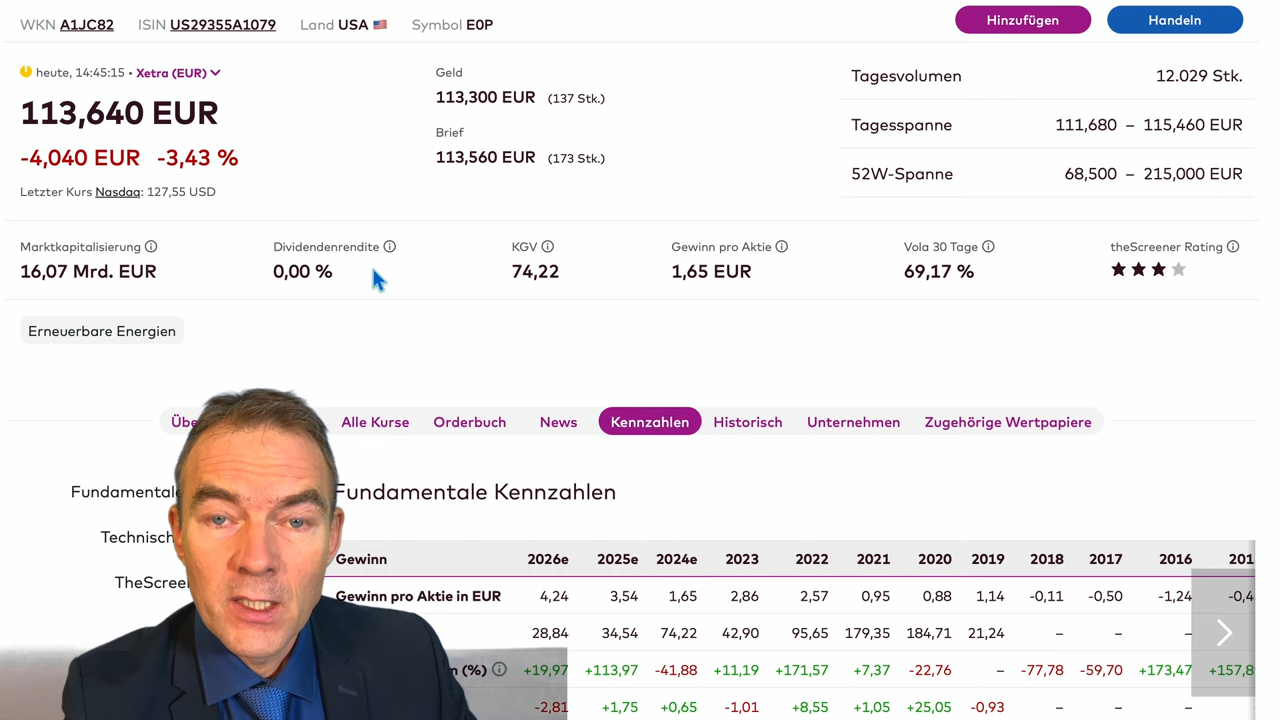 WKN A1JC82 ISIN US29355A1079 Land USA Symbol E0P
Hinzufügen Handeln
heute, 14:45:15 • Xetra (EUR)
113,640 EUR
-4,040 EUR -3,43 %
Letzter Kurs Nasdaq: 127,55 USD
Geld
113,300 EUR (137 Stk.)
Brief
113,560 EUR (173 Stk.)
Tagesvolumen 12.029 Stk.
Tagesspanne 111,680 – 115,460 EUR
52W-Spanne 68,500 – 215,000 EUR
Marktkapitalisierung Dividendenrendite KGV Gewinn pro Aktie Vola 30 Tage theScreener Rating
16,07 Mrd. EUR 0,00 % 74,22 1,65 EUR 69,17 %
Erneuerbare Energien
Übe Alle Kurse Orderbuch News Kennzahlen Historisch Unternehmen Zugehörige Wertpapiere
Fundamentale
Technisch
TheScreen
Fundamentale Kennzahlen
Gewinn 2026e 2025e 2024e 2023 2022 2021 2020 2019 2018 2017 2016 201
Gewinn pro Aktie in EUR 4,24 3,54 1,65 2,86 2,57 0,95 0,88 1,14 -0,11 -0,50 -1,24 -0,4
28,84 34,54 74,22 42,90 95,65 179,35 184,71 21,24 – – – –
(%) +19,97 +113,97 -41,88 +11,19 +171,57 +7,37 -22,76 – -77,78 -59,70 +173,47 +157,8
-2,81 +1,75 +0,65 -1,01 +8,55 +1,05 +25,05 -0,93 – – –